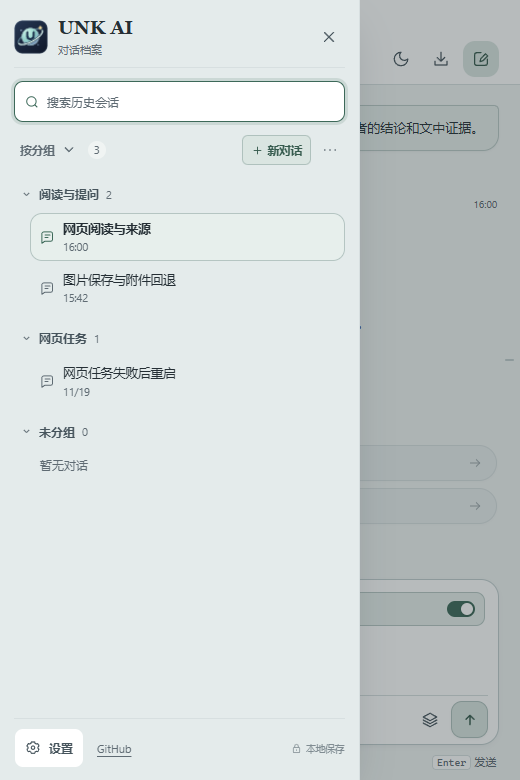 UNK AI
对话档案
搜索历史会话
按分组 3 + 新对话 ···
阅读与提问 2
网页阅读与来源
16:00
图片保存与附件回退
15:42
网页任务 1
网页任务失败后重启
11/19
未分组 0
暂无对话
设置 GitHub 本地保存
的结论和文中证据。
16:00
Enter 发送